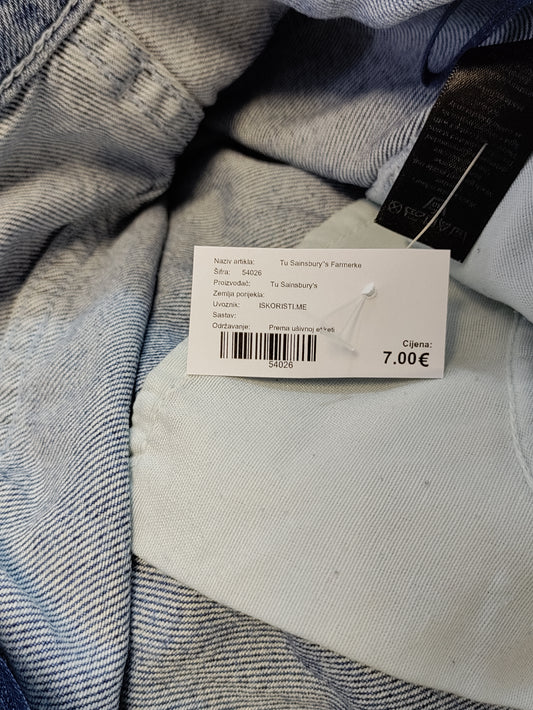 Naziv artikla: Tu Sainsbury"s Farmerke
Šifra: 54026
Proizvođač: Tu Sainsbury's
Zemlja porijekla:
Uvoznik: ISKORISTI.ME
Sastav:
Održavanje: Prema ušivnoj etiketi
54026
Cijena:
7.00€